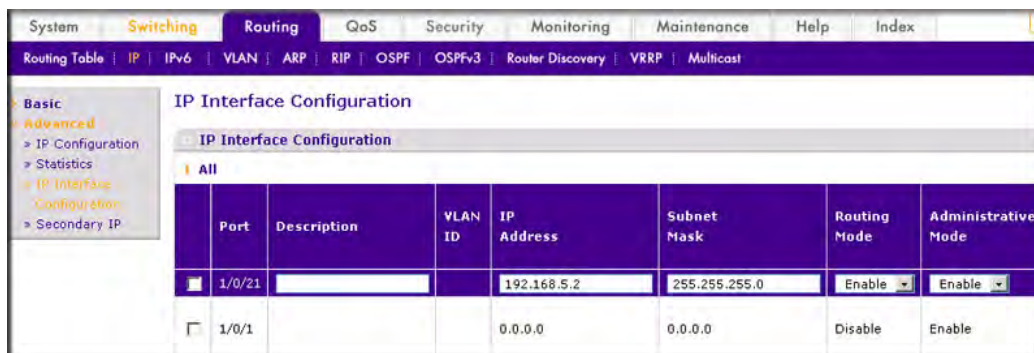 System Switching Routing QoS Security Monitoring Maintenance Help Index
Routing Table | IP | IPv6 | VLAN | ARP | RIP | OSPF | OSPFv3 | Router Discovery | VRRP | Multicast
Basic
Advanced
» IP Configuration
» Statistics
» IP Interface
Configuration
» Secondary IP
IP Interface Configuration
IP Interface Configuration
All
Port Description VLAN ID IP Address Subnet Mask Routing Mode Administrative Mode
1/0/21 192.168.5.2 255.255.255.0 Enable Enable
1/0/1 0.0.0.0 0.0.0.0 Disable Enable